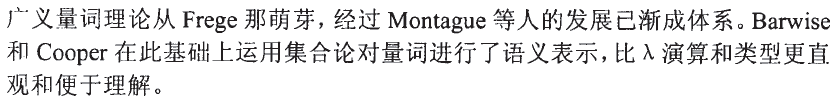 广义量词理论从 Frege 那萌芽，经过 Montague 等人的发展已渐成体系。Barwise
和 Cooper 在此基础上运用集合论对量词进行了语义表示，比 λ 演算和类型更直
观和便于理解。